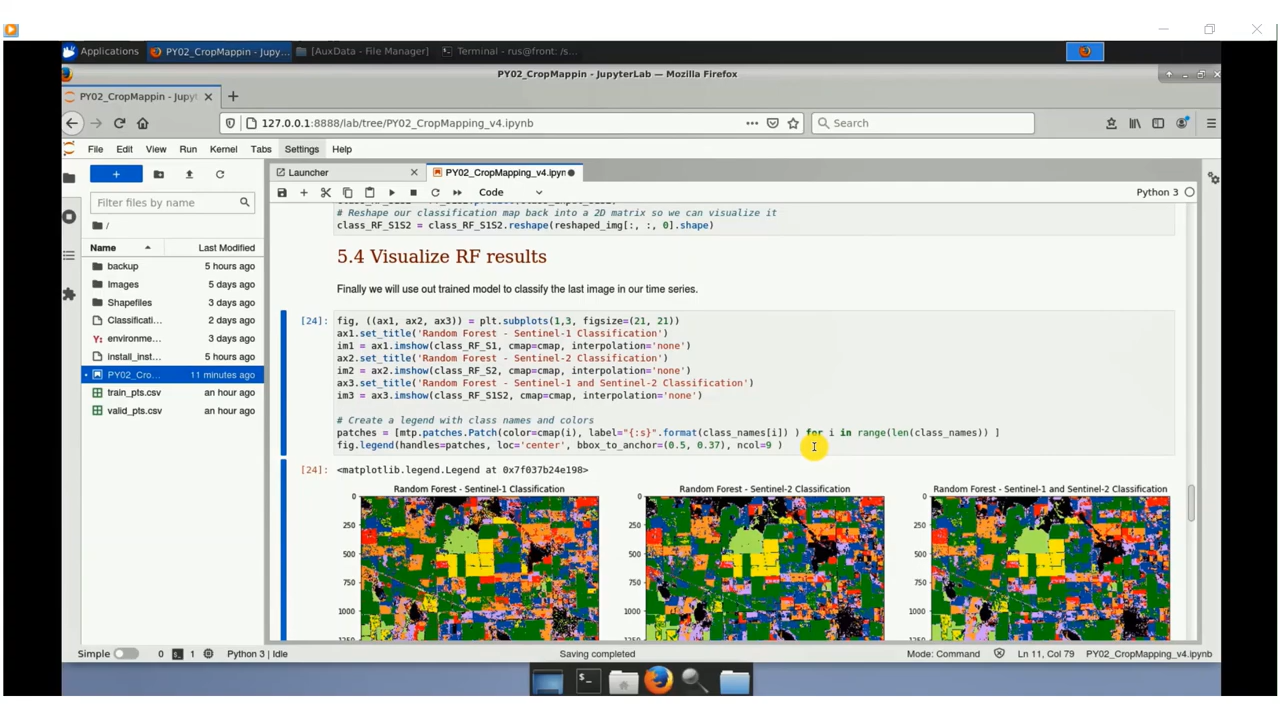 Applications
PY02_CropMappin - Jupy...
[AuxData - File Manager]
Terminal - rus@front: /s...
PY02_CropMappin - JupyterLab — Mozilla Firefox
PY02_CropMappin - Jupyt
127.0.0.1:8888/lab/tree/PY02_CropMapping_v4.ipynb
Search
File Edit View Run Kernel Tabs Settings Help
Launcher
PY02_CropMapping_v4.ipyn
Code
Python 3
Filter files by name
/
Name Last Modified
backup 5 hours ago
Images 5 days ago
Shapefiles 3 days ago
Classificati... 2 days ago
environme... 3 days ago
install_inst... 5 hours ago
PY02_Cro... 11 minutes ago
train_pts.csv an hour ago
valid_pts.csv an hour ago
# Reshape our classification map back into a 2D matrix so we can visualize it
class_RF_S1S2 = class_RF_S1S2.reshape(reshaped_img[:, :, 0].shape)
5.4 Visualize RF results
Finally we will use out trained model to classify the last image in our time series.
[24]: fig, ((ax1, ax2, ax3)) = plt.subplots(1,3, figsize=(21, 21))
ax1.set_title('Random Forest - Sentinel-1 Classification')
im1 = ax1.imshow(class_RF_S1, cmap=cmap, interpolation='none')
ax2.set_title('Random Forest - Sentinel-2 Classification')
im2 = ax2.imshow(class_RF_S2, cmap=cmap, interpolation='none')
ax3.set_title('Random Forest - Sentinel-1 and Sentinel-2 Classification')
im3 = ax3.imshow(class_RF_S1S2, cmap=cmap, interpolation='none')
# Create a legend with class names and colors
patches = [mtp.patches.Patch(color=cmap(i), label="{:s}".format(class_names[i]) ) for i in range(len(class_names)) ]
fig.legend(handles=patches, loc='center', bbox_to_anchor=(0.5, 0.37), ncol=9 )
[24]: <matplotlib.legend.Legend at 0x7f037b24e198>
Random Forest - Sentinel-1 Classification
0
250
500
750
1000
1250
Random Forest - Sentinel-2 Classification
0
250
500
750
1000
1250
Random Forest - Sentinel-1 and Sentinel-2 Classification
0
250
500
750
1000
1250
Simple 0 1 Python 3 | Idle
Saving completed
Mode: Command Ln 11, Col 79 PY02_CropMapping_v4.ipynb